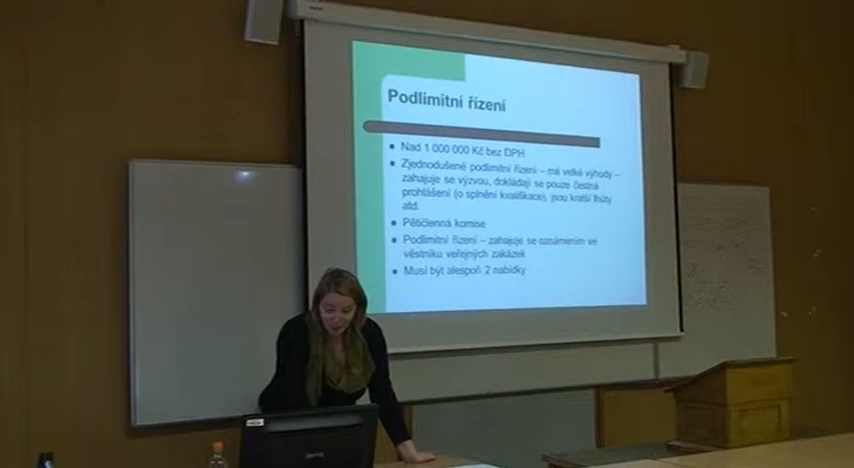 Podlimitní řízení
Nad 1 000 000 Kč bez DPH
Zjednodušené podlimitní řízení – má velké výhody –
zahajuje se výzvou, dokládají se pouze čestná
prohlášení (o splnění kvalifikace), jsou kratší lhůty
atd.
Pětičlenná komise
Podlimitní řízení – zahajuje se oznámením ve
věstníku veřejných zakázek
Musí být alespoň 2 nabídky
BenQ